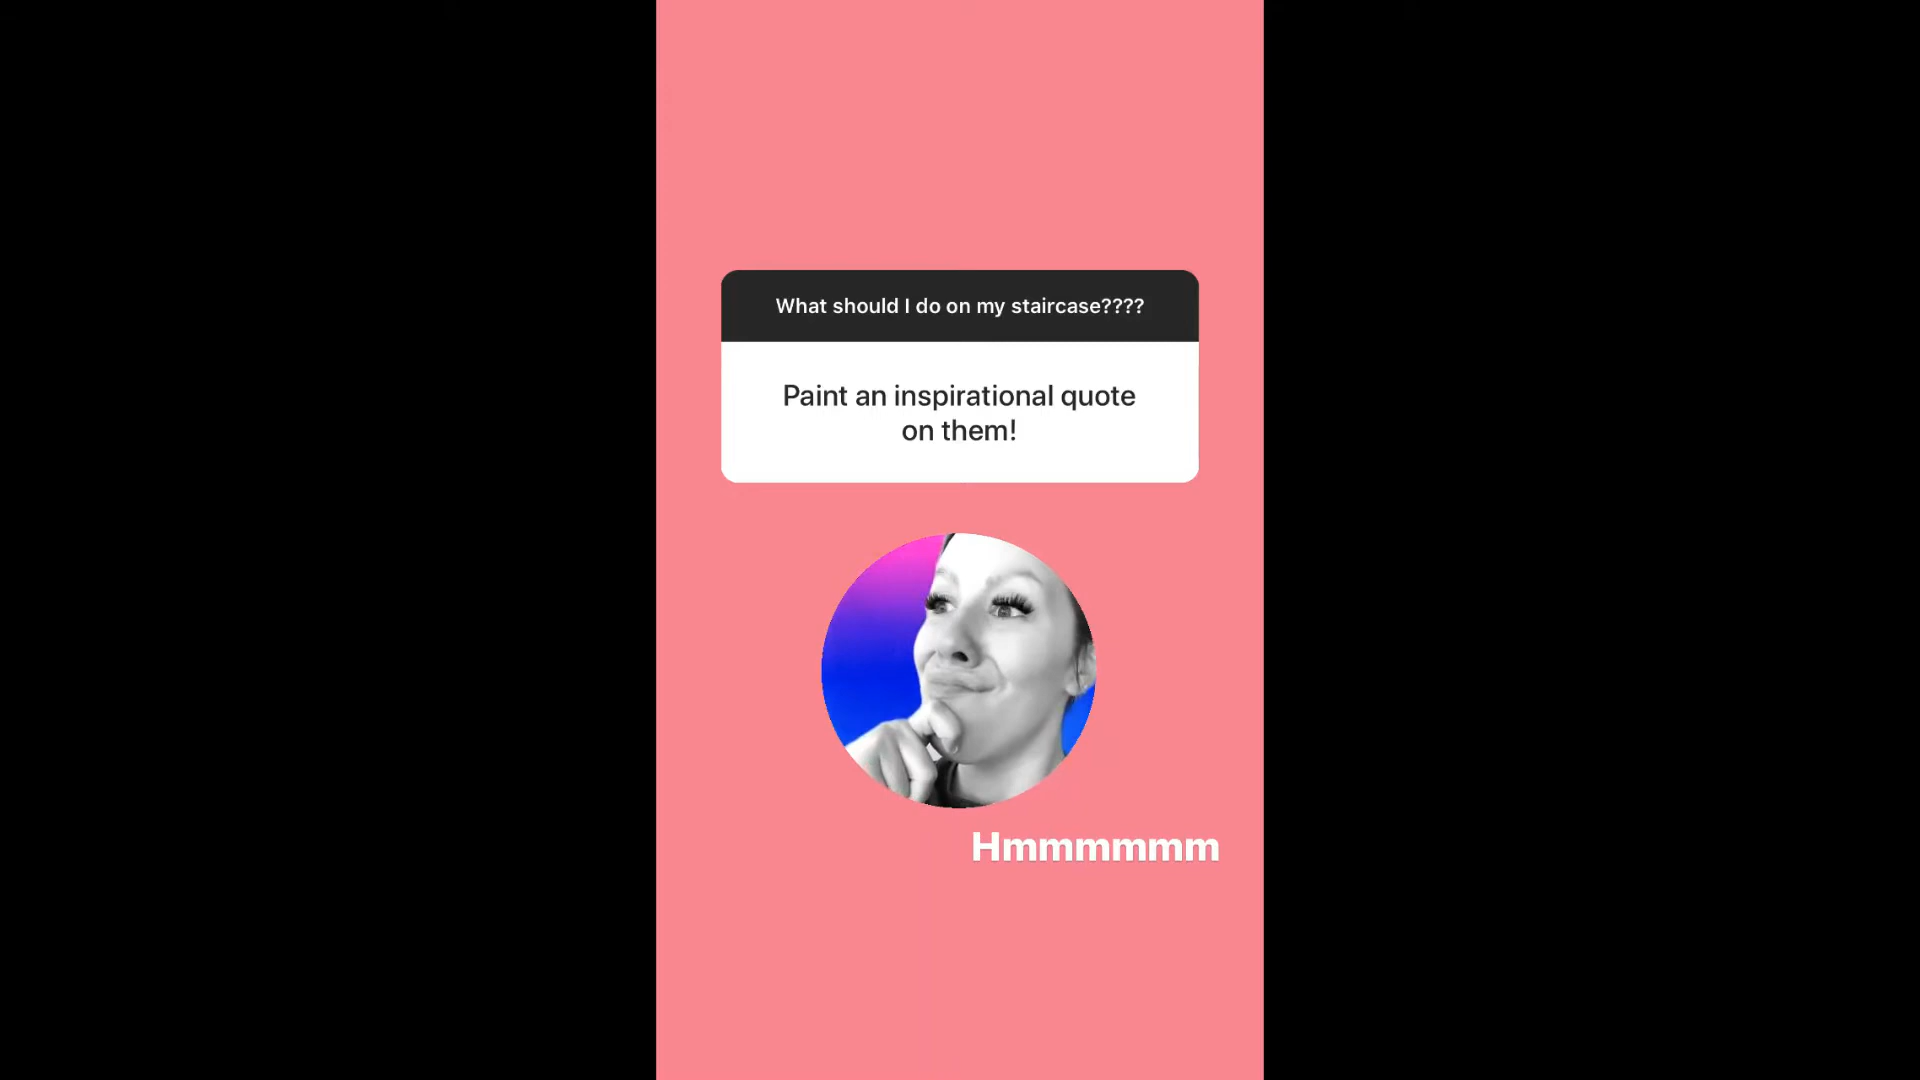 What should I do on my staircase????
Paint an inspirational quote
on them!
Hmmmmmm